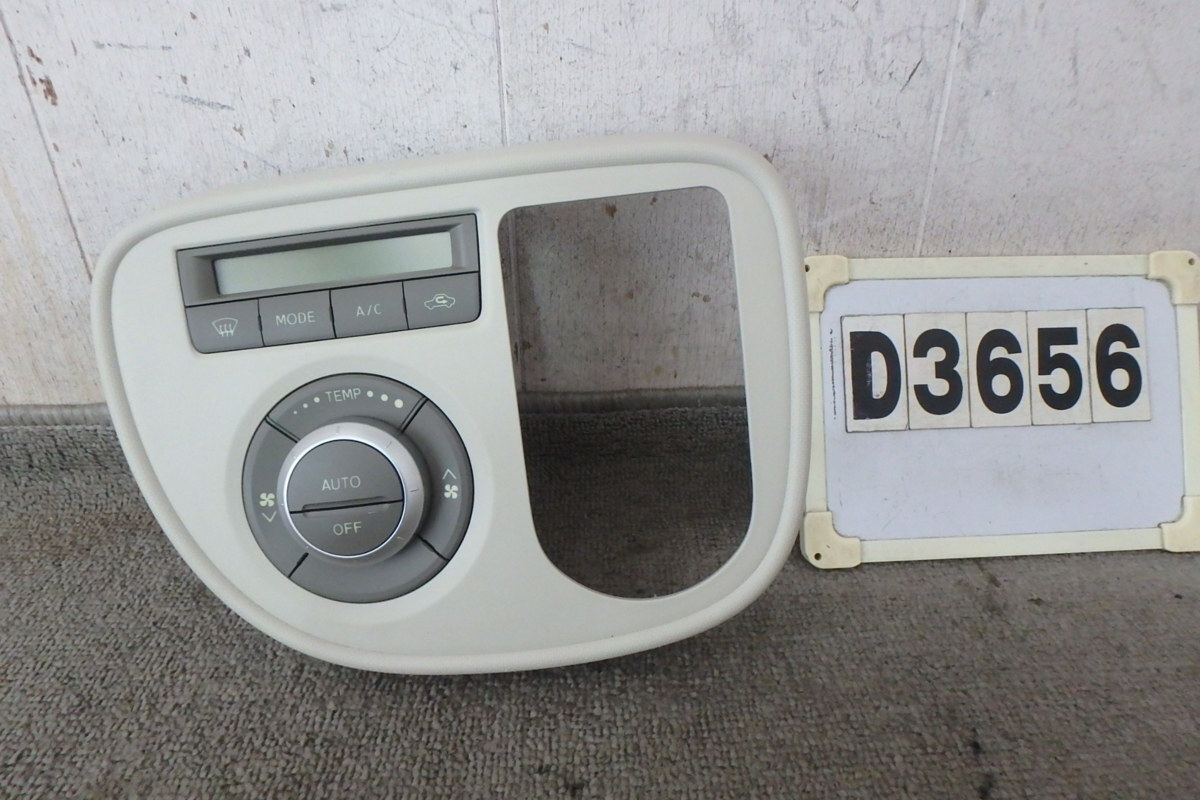 MODE
A/C
TEMP
AUTO
OFF
D3656